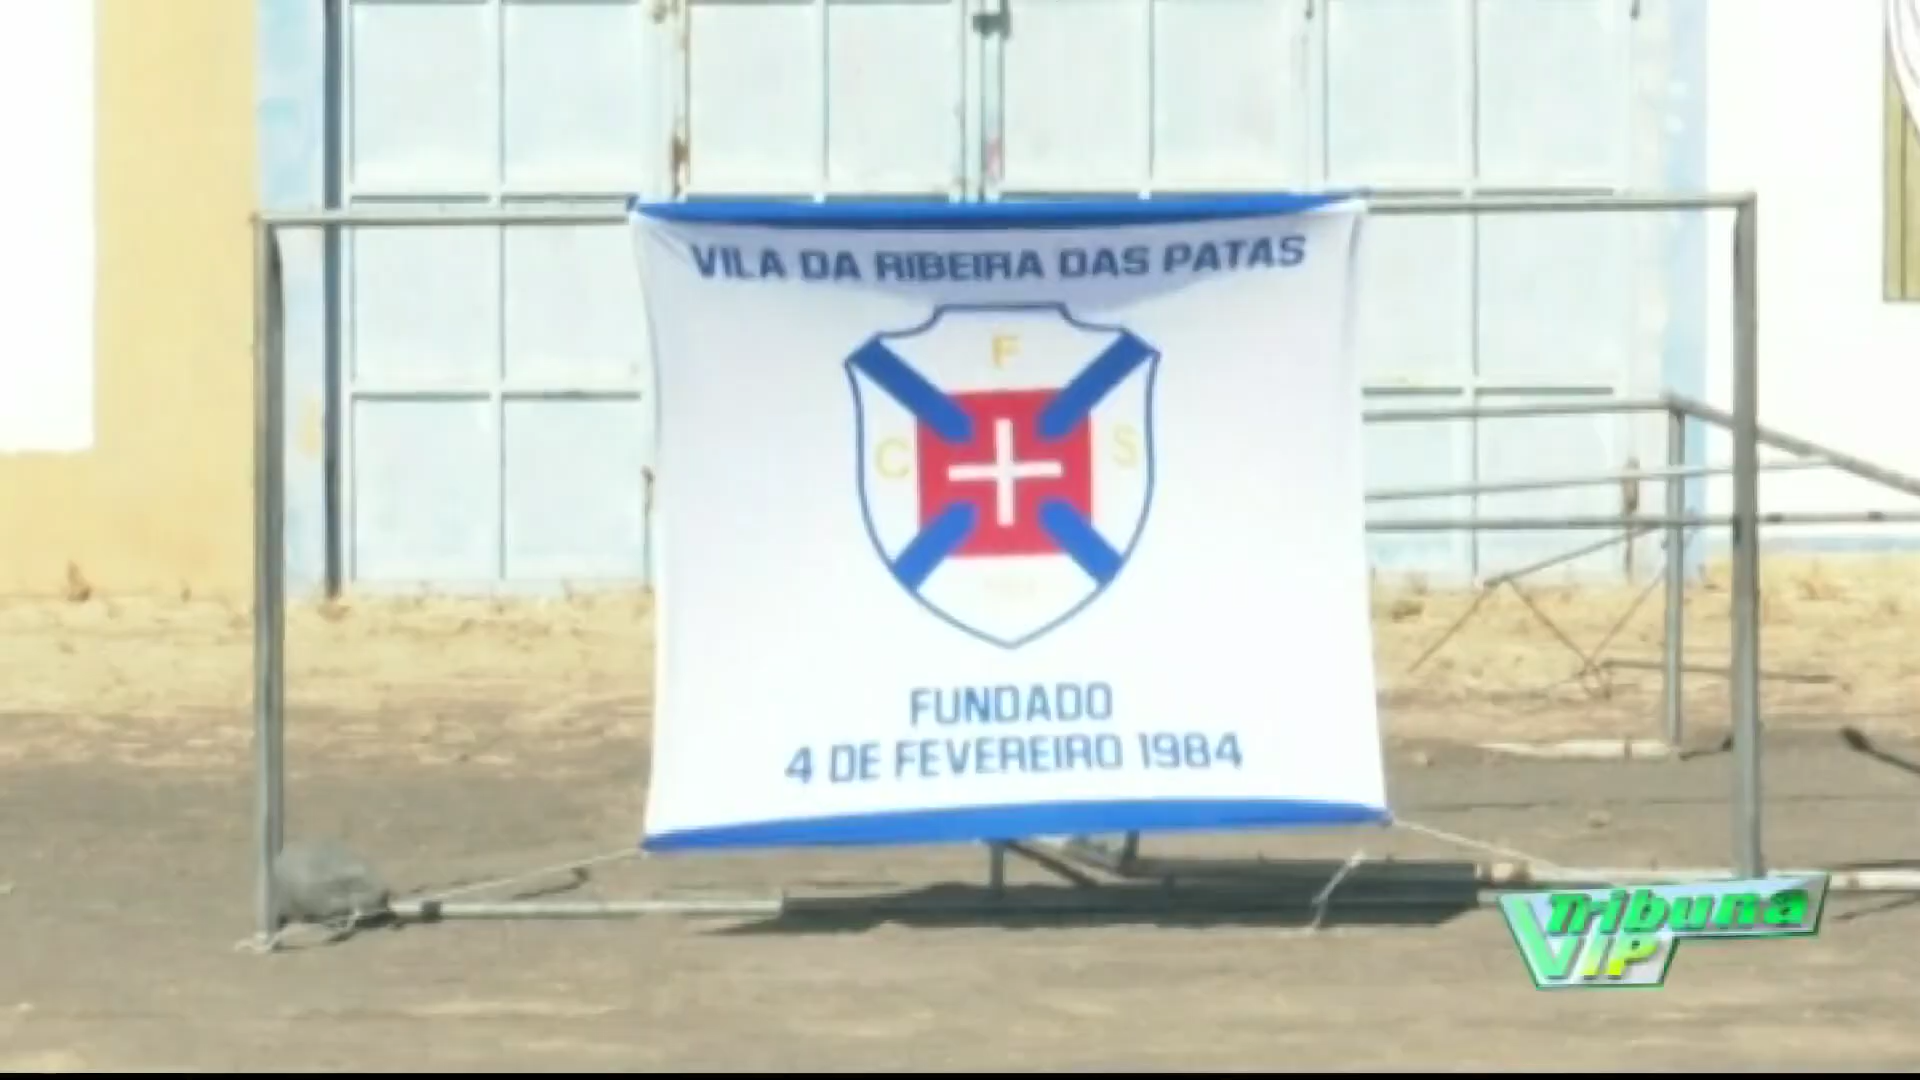 VILA DA RIBEIRA DAS PATAS
F
C S
FUNDADO
4 DE FEVEREIRO 1984
Tribuna
VIP